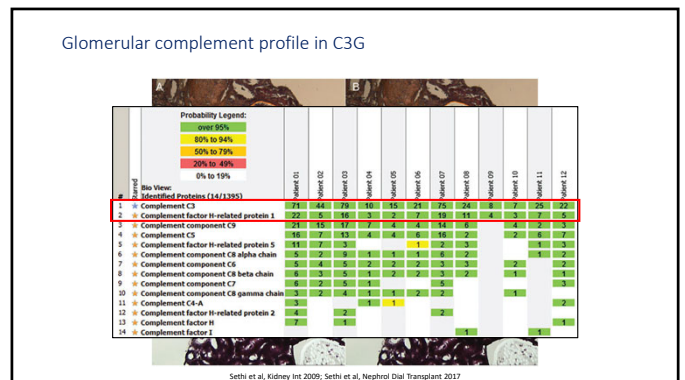 Glomerular complement profile in C3G
A B
Probability Legend:
over 95%
80% to 94%
50% to 79%
20% to 49%
0% to 19%
Bio View:
# Starred Identified Proteins (14/1395) Patient 01 Patient 02 Patient 03 Patient 04 Patient 05 Patient 06 Patient 07 Patient 08 Patient 09 Patient 10 Patient 11 Patient 12
1 Complement C3 71 44 79 10 15 21 75 24 8 7 25 22
2 Complement factor H-related protein 1 22 5 16 3 2 7 19 11 4 3 7 5
3 Complement component C9 21 15 17 7 4 4 14 6 4 2 3
4 Complement C5 16 7 13 4 4 6 16 2 2 6 7
5 Complement factor H-related protein 5 11 7 3 1 2 3 1 3
6 Complement component C8 alpha chain 5 2 9 1 1 1 6 2 1 2
7 Complement component C6 5 4 5 2 2 2 3 3 2 2
8 Complement component C8 beta chain 6 3 5 1 2 2 3 2 1 1
9 Complement component C7 6 2 5 1 5 3
10 Complement component C8 gamma chain 3 2 4 1 1 2 2 1
11 Complement C4-A 3 1 1 2
12 Complement factor H-related protein 2 4 2 2
13 Complement factor H 7 1 1
14 Complement factor I 1 1
Sethi et al, Kidney Int 2009; Sethi et al, Nephrol Dial Transplant 2017